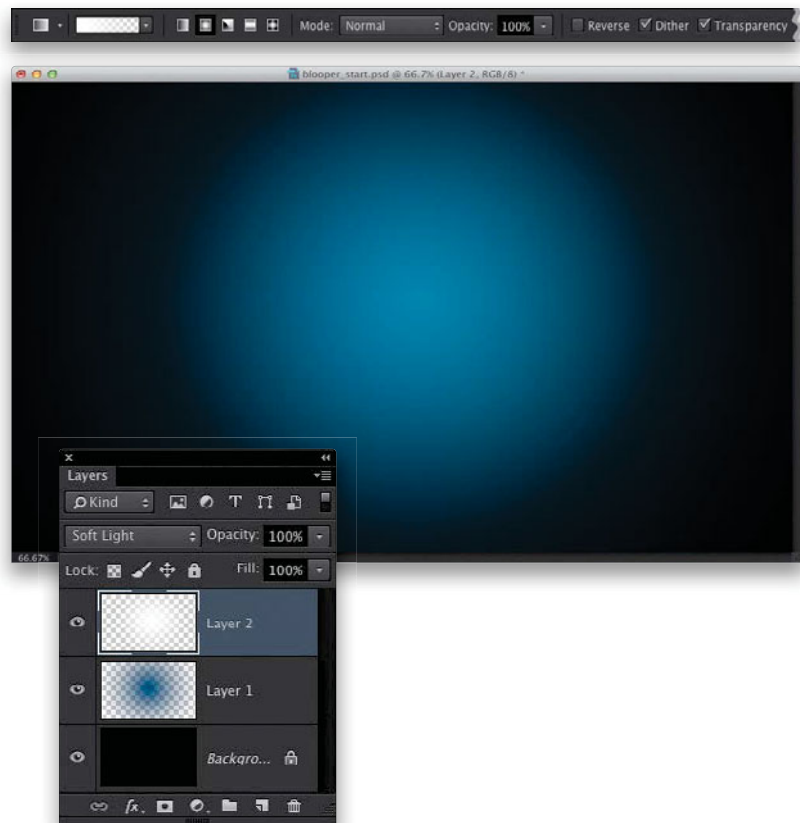 Mode: Normal Opacity: 100% Reverse Dither Transparency
blooper_start.psd @ 66.7% (Layer 2, RGB/8) *
Layers
Kind T
Soft Light Opacity: 100%
66.67%
Lock: Fill: 100%
Layer 2
Layer 1
Backgro...
fx